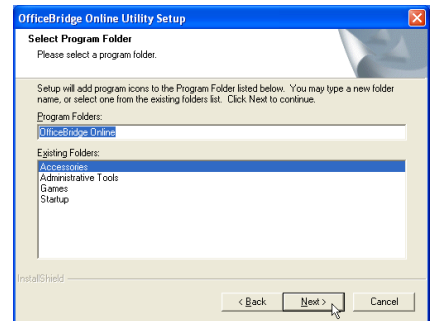 OfficeBridge Online Utility Setup
Select Program Folder
Please select a program folder.
Setup will add program icons to the Program Folder listed below. You may type a new folder
name, or select one from the existing folders list. Click Next to continue.
Program Folders:
OfficeBridge Online
Existing Folders:
Accessories
Administrative Tools
Games
Startup
InstallShield
< Back Next > Cancel